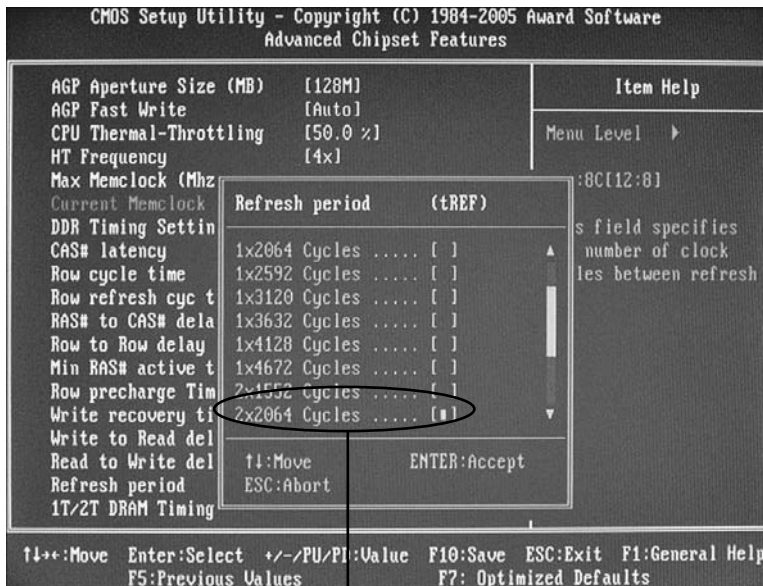 CMOS Setup Utility - Copyright (C) 1984-2005 Award Software
Advanced Chipset Features
AGP Aperture Size (MB) [128M]
AGP Fast Write [Auto]
CPU Thermal-Throttling [50.0 %]
HT Frequency [4x]
Max Memclock (Mhz
Current Memclock
DDR Timing Settin
CAS# latency
Row cycle time
Row refresh cyc t
RAS# to CAS# dela
Row to Row delay
Min RAS# active t
Row precharge Tim
Write recovery ti
Write to Read del
Read to Write del
Refresh period
1T/2T DRAM Timing
Refresh period (tREF)
1x2064 Cycles ..... [ ]
1x2592 Cycles ..... [ ]
1x3120 Cycles ..... [ ]
1x3632 Cycles ..... [ ]
1x4128 Cycles ..... [ ]
1x4672 Cycles ..... [ ]
2x1552 Cycles ..... [ ]
2x2064 Cycles ..... [■]
↑↓:Move ENTER:Accept
ESC:Abort
Item Help
Menu Level ▸
:8C[12:8]
s field specifies
number of clock
les between refresh
↑↓→←:Move Enter:Select +/-/PU/PD:Value F10:Save ESC:Exit F1:General Help
F5:Previous Values F7: Optimized Defaults